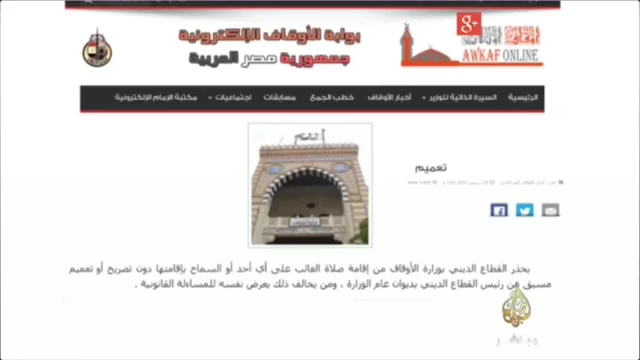 بوابة الأوقاف الإلكترونية
جمهورية مصر العربية
g+
AWKAF ONLINE
الرئيسية
السيرة الذاتية للوزير
أخبار الأوقاف
خطب الجمع
مسابقات
اجتماعيات
مكتبة الإمام الإلكترونية
تعميم
يحذر القطاع الديني بوزارة الأوقاف من إقامة صلاة الغائب على أي أحد أو السماح بإقامتها دون تصريح أو تعميم
مسبق من رئيس القطاع الديني بديوان عام الوزارة ، ومن يخالف ذلك يعرض نفسه للمساءلة القانونية .